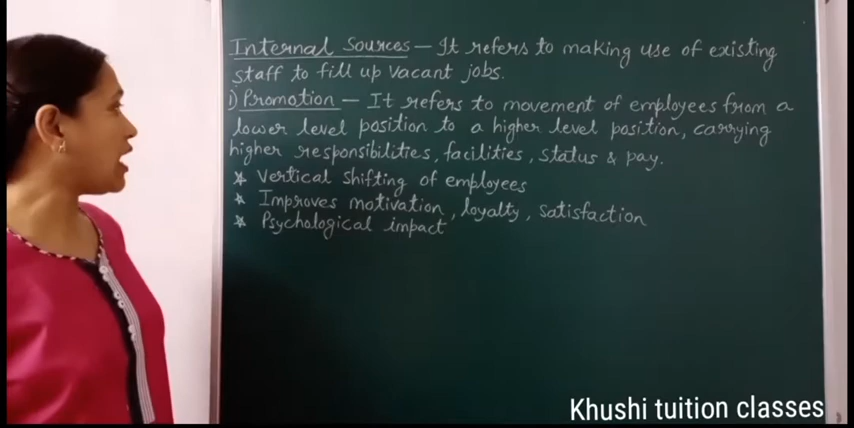 Internal Sources — It refers to making use of existing
staff to fill up vacant jobs.
1) Promotion — It refers to movement of employees from a
lower level position to a higher level position, carrying
higher responsibilities, facilities, status & pay.
* Vertical shifting of employees
* Improves motivation, loyalty, satisfaction
* Psychological impact
Khushi tuition classes